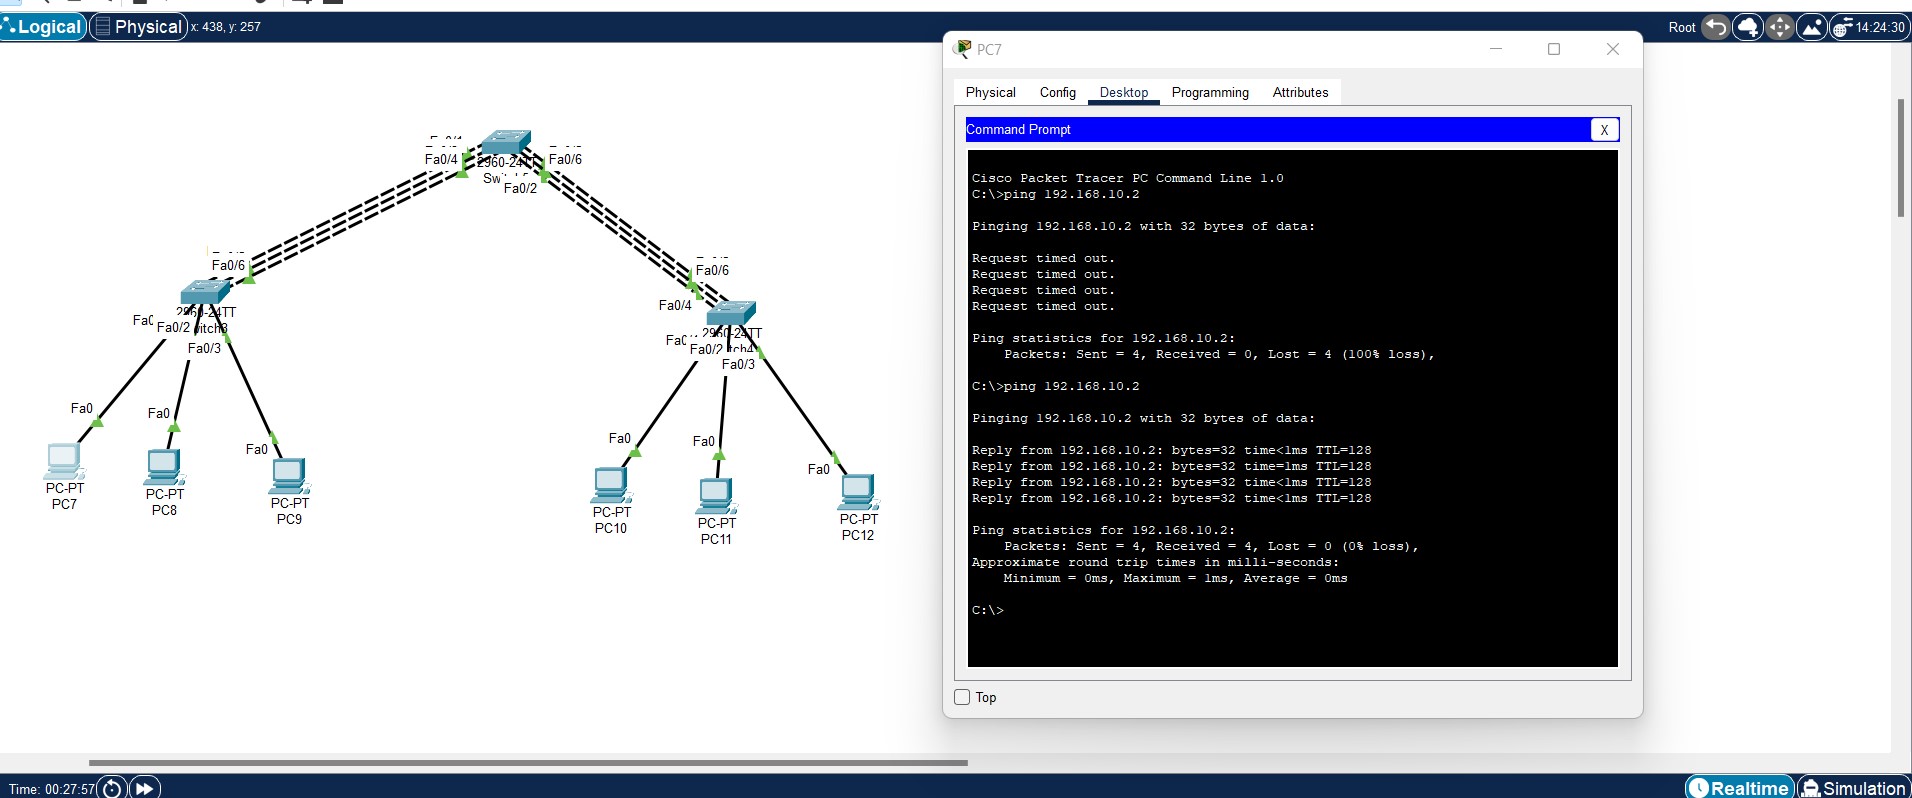 Logical
Physical
x: 438, y: 257
Root
14:24:30
PC7
Physical
Config
Desktop
Programming
Attributes
Command Prompt
X
Cisco Packet Tracer PC Command Line 1.0
C:\>ping 192.168.10.2
Pinging 192.168.10.2 with 32 bytes of data:
Request timed out.
Request timed out.
Request timed out.
Request timed out.
Ping statistics for 192.168.10.2:
Packets: Sent = 4, Received = 0, Lost = 4 (100% loss),
C:\>ping 192.168.10.2
Pinging 192.168.10.2 with 32 bytes of data:
Reply from 192.168.10.2: bytes=32 time<1ms TTL=128
Reply from 192.168.10.2: bytes=32 time=1ms TTL=128
Reply from 192.168.10.2: bytes=32 time<1ms TTL=128
Reply from 192.168.10.2: bytes=32 time<1ms TTL=128
Ping statistics for 192.168.10.2:
Packets: Sent = 4, Received = 4, Lost = 0 (0% loss),
Approximate round trip times in milli-seconds:
Minimum = 0ms, Maximum = 1ms, Average = 0ms
C:\>
Top
Fa0/4
Fa0/6
2960-24TT
Fa0/2
Fa0/6
2960-24TT
Fa0/2
Fa0/3
Fa0/6
Fa0/4
2960-24TT
Fa0/2
Fa0/3
Fa0
Fa0
Fa0
Fa0
Fa0
Fa0
PC-PT
PC7
PC-PT
PC8
PC-PT
PC9
PC-PT
PC10
PC-PT
PC11
PC-PT
PC12
Time: 00:27:57
Realtime
Simulation